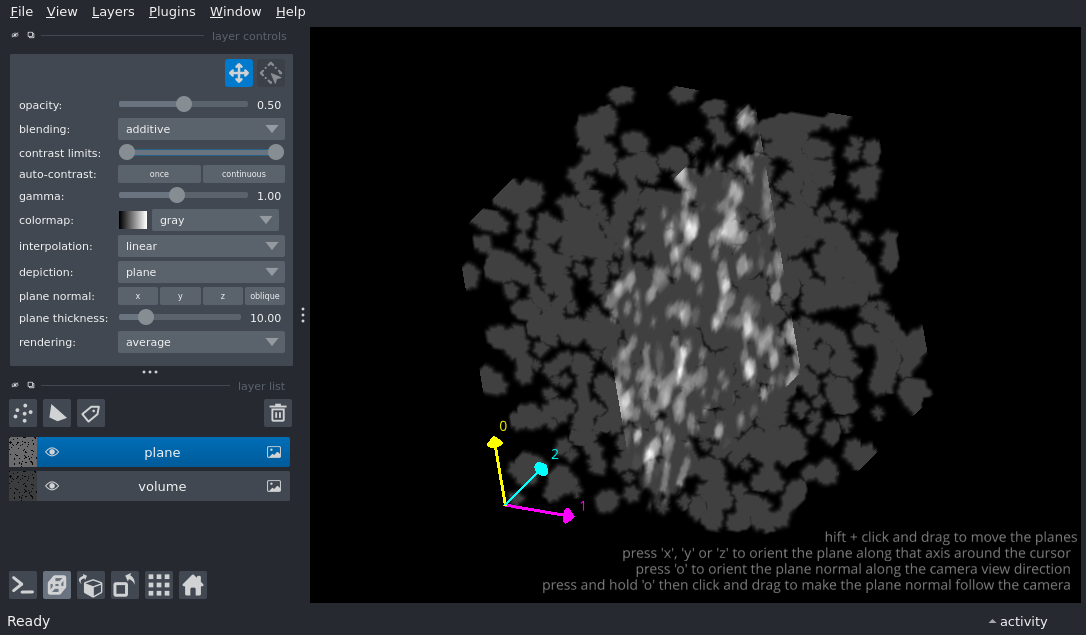 File View Layers Plugins Window Help
layer controls
opacity: 0.50
blending: additive
contrast limits:
auto-contrast: once continuous
gamma: 1.00
colormap: gray
interpolation: linear
depiction: plane
plane normal: x y z oblique
plane thickness: 10.00
rendering: average
layer list
plane
volume
0
2
1
hift + click and drag to move the planes
press 'x', 'y' or 'z' to orient the plane along that axis around the cursor
press 'o' to orient the plane normal along the camera view direction
press and hold 'o' then click and drag to make the plane normal follow the camera
Ready
activity